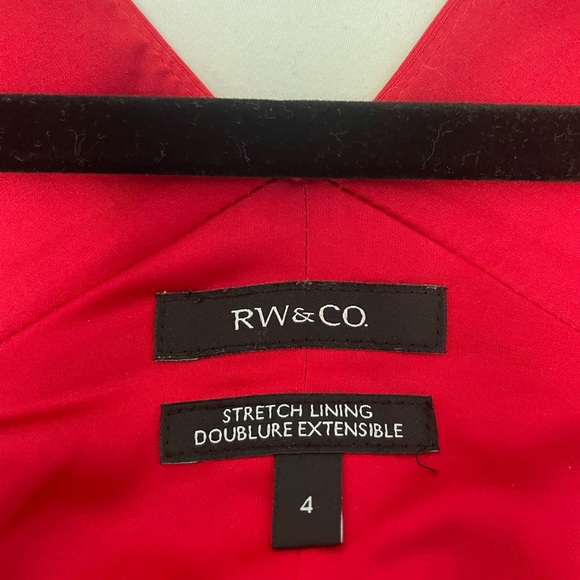 RW&CO.
STRETCH LINING
DOUBLURE EXTENSIBLE
4